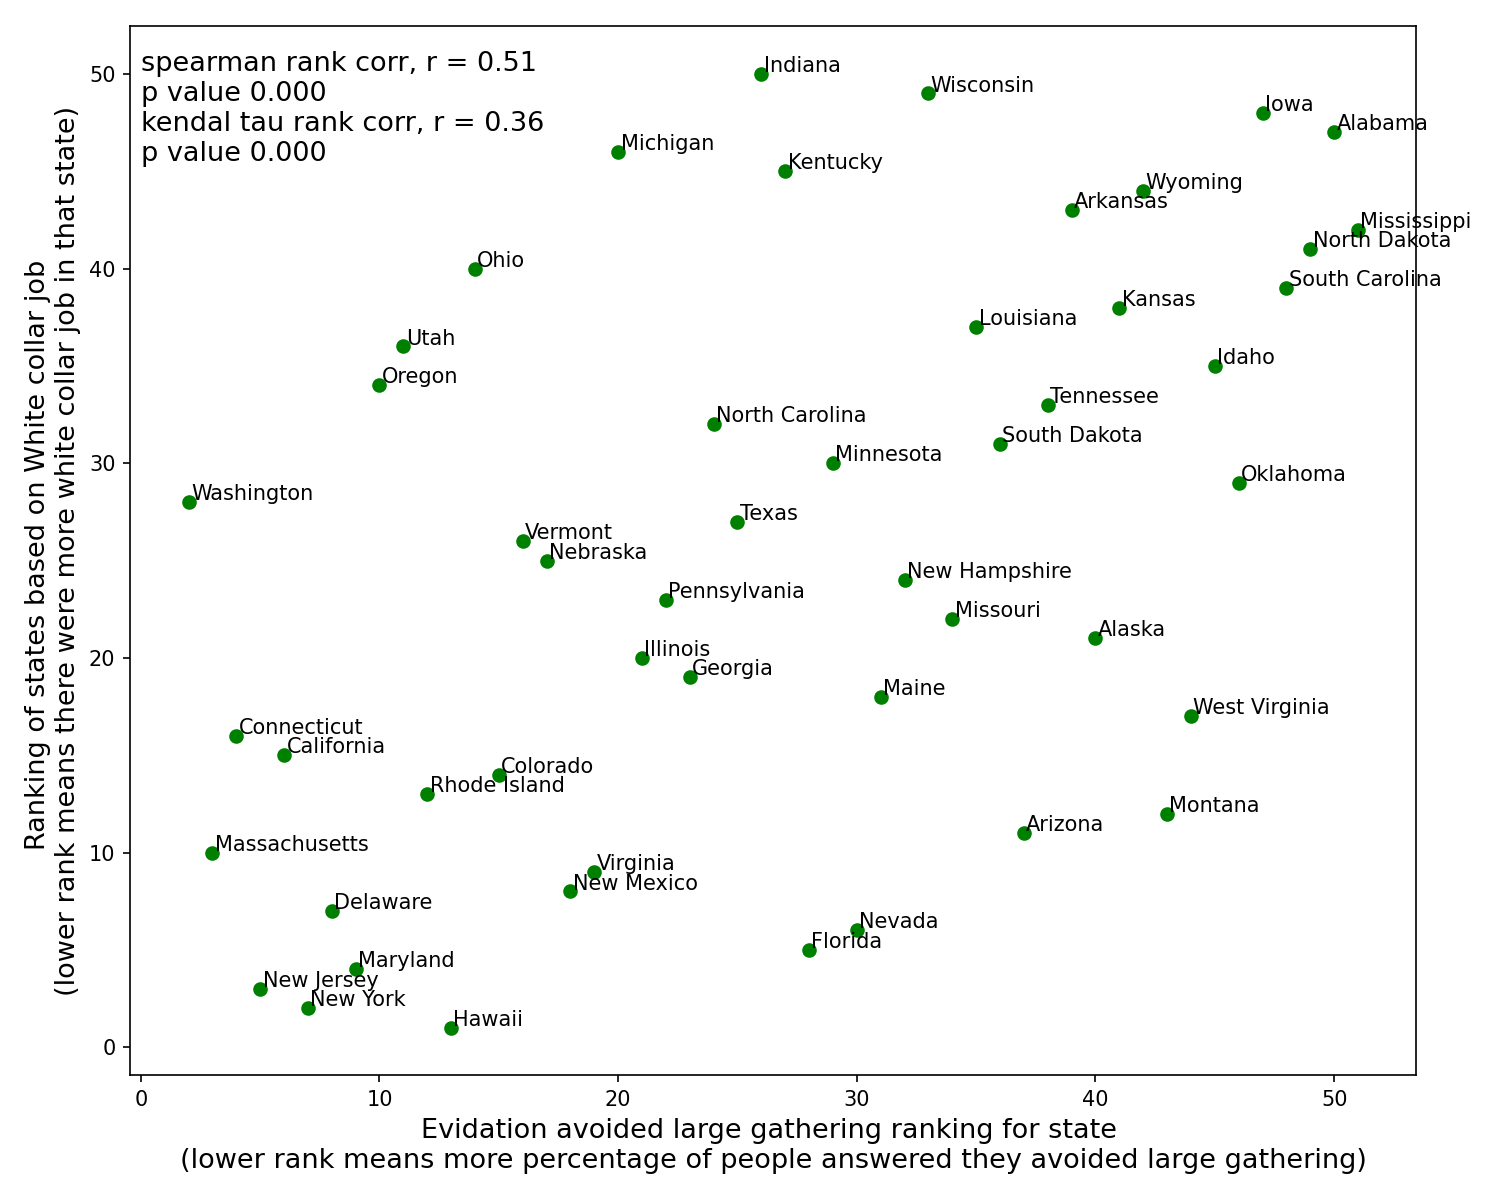 spearman rank corr, r = 0.51
p value 0.000
kendal tau rank corr, r = 0.36
p value 0.000
Indiana
Wisconsin
Iowa
Alabama
Michigan
Kentucky
Wyoming
Arkansas
Mississippi
North Dakota
Ohio
South Carolina
Kansas
Louisiana
Utah
Idaho
Oregon
Tennessee
North Carolina
South Dakota
Minnesota
Oklahoma
Washington
Texas
Vermont
Nebraska
New Hampshire
Pennsylvania
Missouri
Alaska
Illinois
Georgia
Maine
West Virginia
Connecticut
California
Colorado
Rhode Island
Montana
Arizona
Massachusetts
Virginia
New Mexico
Delaware
Nevada
Florida
Maryland
New Jersey
New York
Hawaii
50
40
30
20
10
0
Ranking of states based on White collar job
(lower rank means there were more white collar job in that state)
0 10 20 30 40 50
Evidation avoided large gathering ranking for state
(lower rank means more percentage of people answered they avoided large gathering)